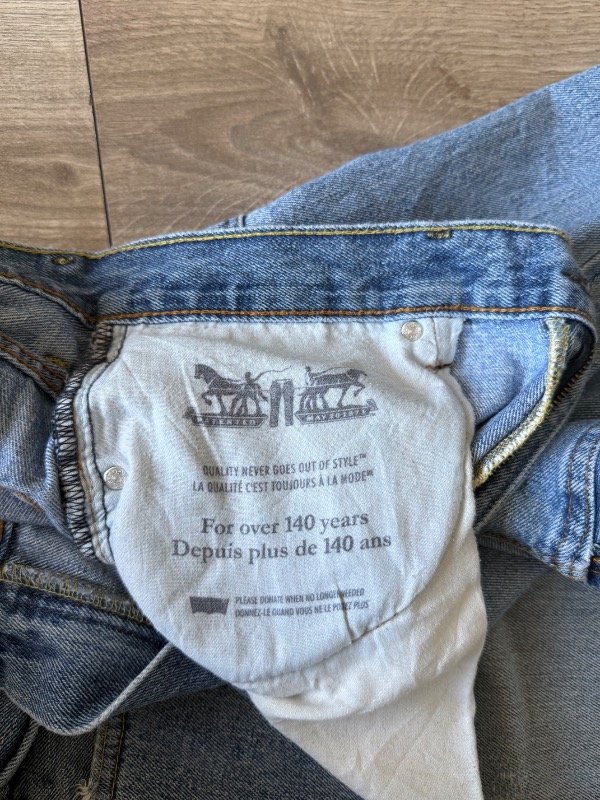 QUALITY NEVER GOES OUT OF STYLE™
LA QUALITÉ C'EST TOUJOURS À LA MODE™
For over 140 years
Depuis plus de 140 ans
PLEASE DONATE WHEN NO LONGER NEEDED
DONNEZ-LE QUAND VOUS NE LE PORTEZ PLUS